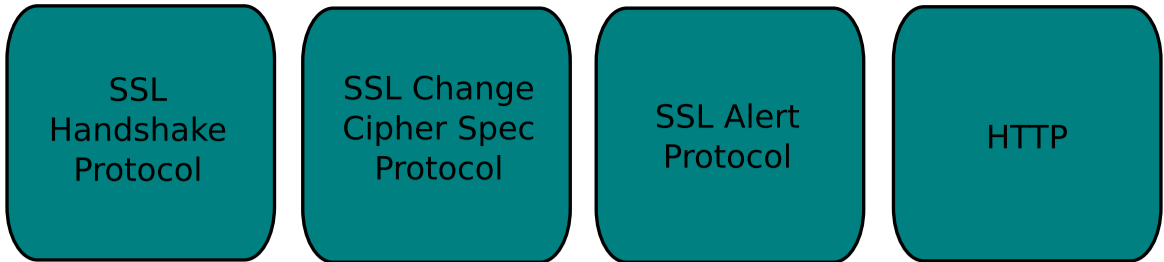 SSL
Handshake
Protocol
SSL Change
Cipher Spec
Protocol
SSL Alert
Protocol
HTTP